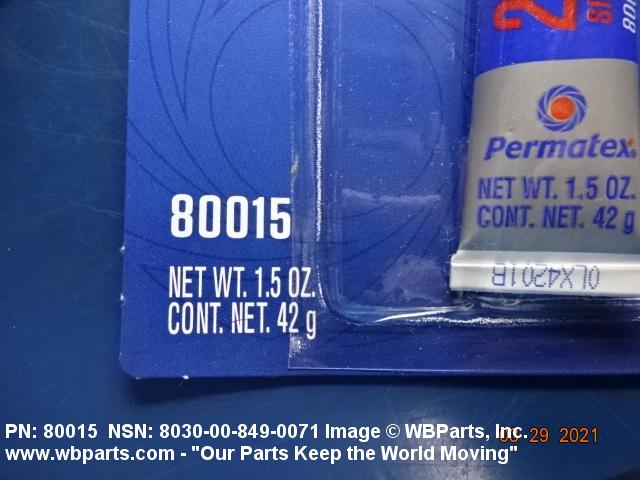 2
Permatex®
NET WT. 1.5 OZ.
CONT. NET. 42 g
0LX4201B
80015
NET WT. 1.5 OZ.
CONT. NET. 42 g
PN: 80015 NSN: 8030-00-849-0071 Image © WBParts, Inc.
29 2021
www.wbparts.com - "Our Parts Keep the World Moving"